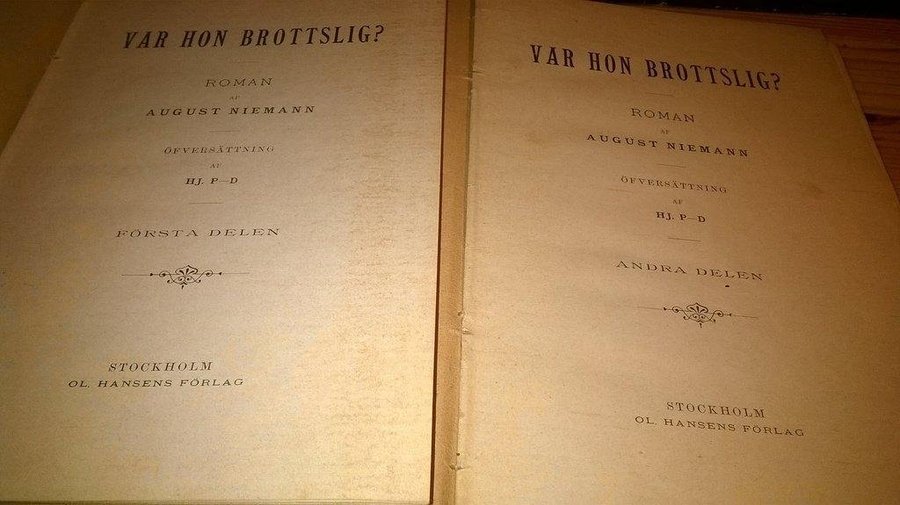 VAR HON BROTTSLIG?
ROMAN
AF
AUGUST NIEMANN
ÖFVERSÄTTNING
AF
HJ. P—D
FÖRSTA DELEN
STOCKHOLM
OL. HANSENS FÖRLAG
VAR HON BROTTSLIG?
ROMAN
AF
AUGUST NIEMANN
ÖFVERSÄTTNING
AF
HJ. P—D
ANDRA DELEN
STOCKHOLM
OL. HANSENS FÖRLAG